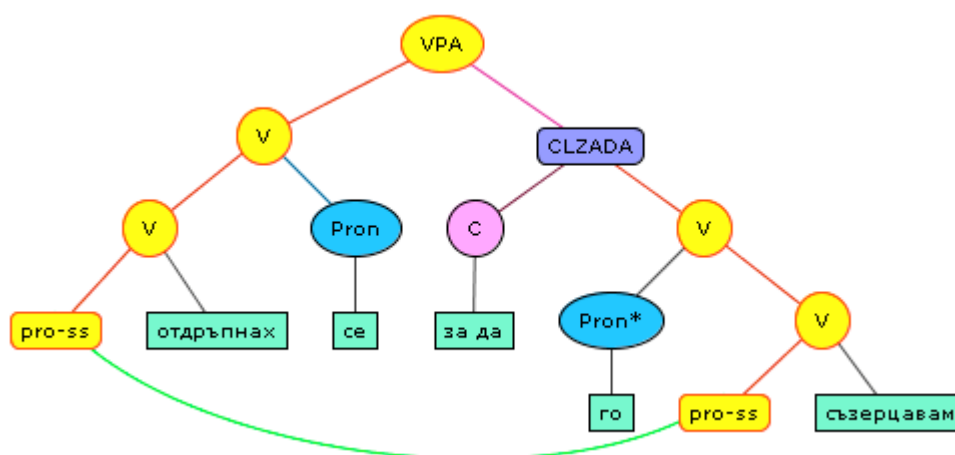 VPA
V
CLZADA
V
Pron
C
V
pro-ss
отдръпнах
се
за да
Pron*
V
го
pro-ss
съзерцавам